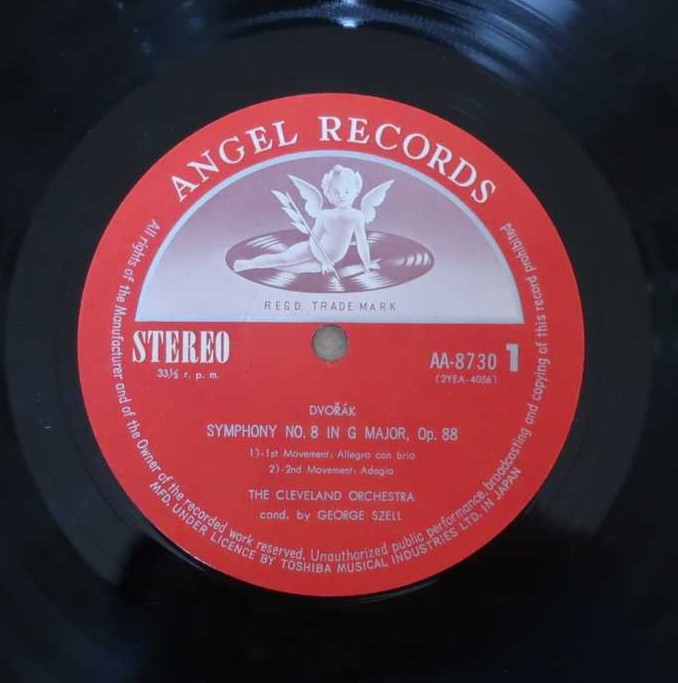 ANGEL RECORDS
REG'D TRADE MARK
STEREO
33⅓ r. p. m.
AA-8730 1
(2YEA-4056)
DVOŘÁK
SYMPHONY NO. 8 IN G MAJOR, Op. 88
1)-1st Movement: Allegro con brio
2)-2nd Movement: Adagio
THE CLEVELAND ORCHESTRA
cond. by GEORGE SZELL
All rights of the Manufacturer and of the Owner of the recorded work reserved. Unauthorized public performance, broadcasting and copying of this record prohibited
MFD. UNDER LICENCE BY TOSHIBA MUSICAL INDUSTRIES LTD. IN JAPAN